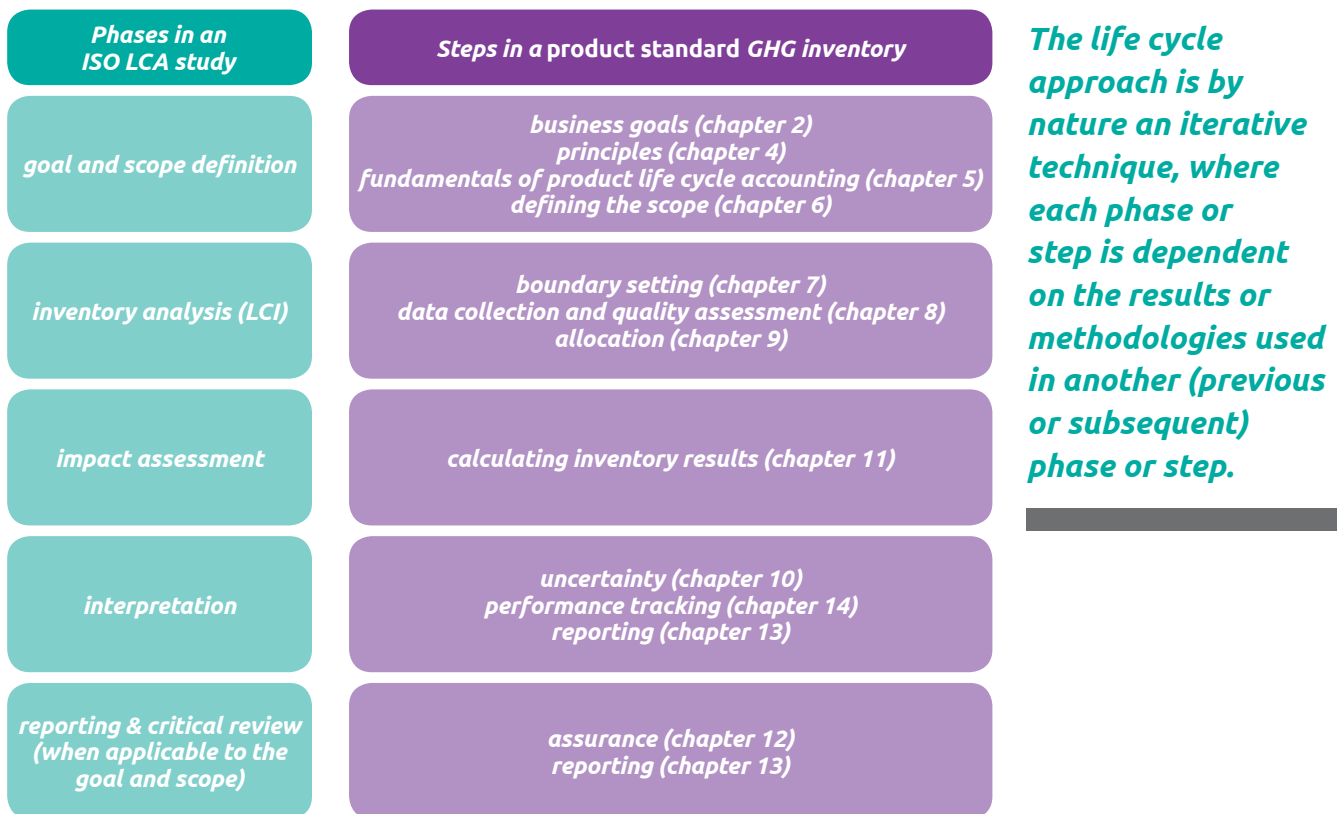 Phases in an
ISO LCA study
Steps in a product standard GHG inventory
goal and scope definition
business goals (chapter 2)
principles (chapter 4)
fundamentals of product life cycle accounting (chapter 5)
defining the scope (chapter 6)
inventory analysis (LCI)
boundary setting (chapter 7)
data collection and quality assessment (chapter 8)
allocation (chapter 9)
impact assessment
calculating inventory results (chapter 11)
interpretation
uncertainty (chapter 10)
performance tracking (chapter 14)
reporting (chapter 13)
reporting & critical review
(when applicable to the
goal and scope)
assurance (chapter 12)
reporting (chapter 13)
The life cycle
approach is by
nature an iterative
technique, where
each phase or
step is dependent
on the results or
methodologies used
in another (previous
or subsequent)
phase or step.